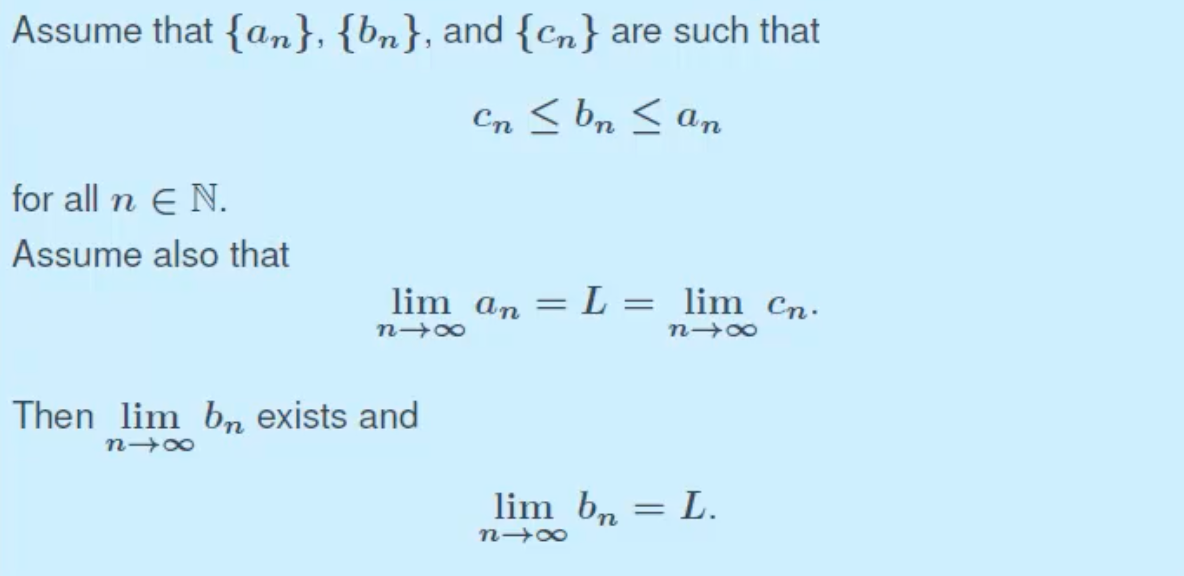 Assume that {aₙ}, {bₙ}, and {cₙ} are such that
cₙ ≤ bₙ ≤ aₙ
for all n ∈ ℕ.
Assume also that
lim n→∞ aₙ = L = lim n→∞ cₙ.
Then lim n→∞ bₙ exists and
lim n→∞ bₙ = L.